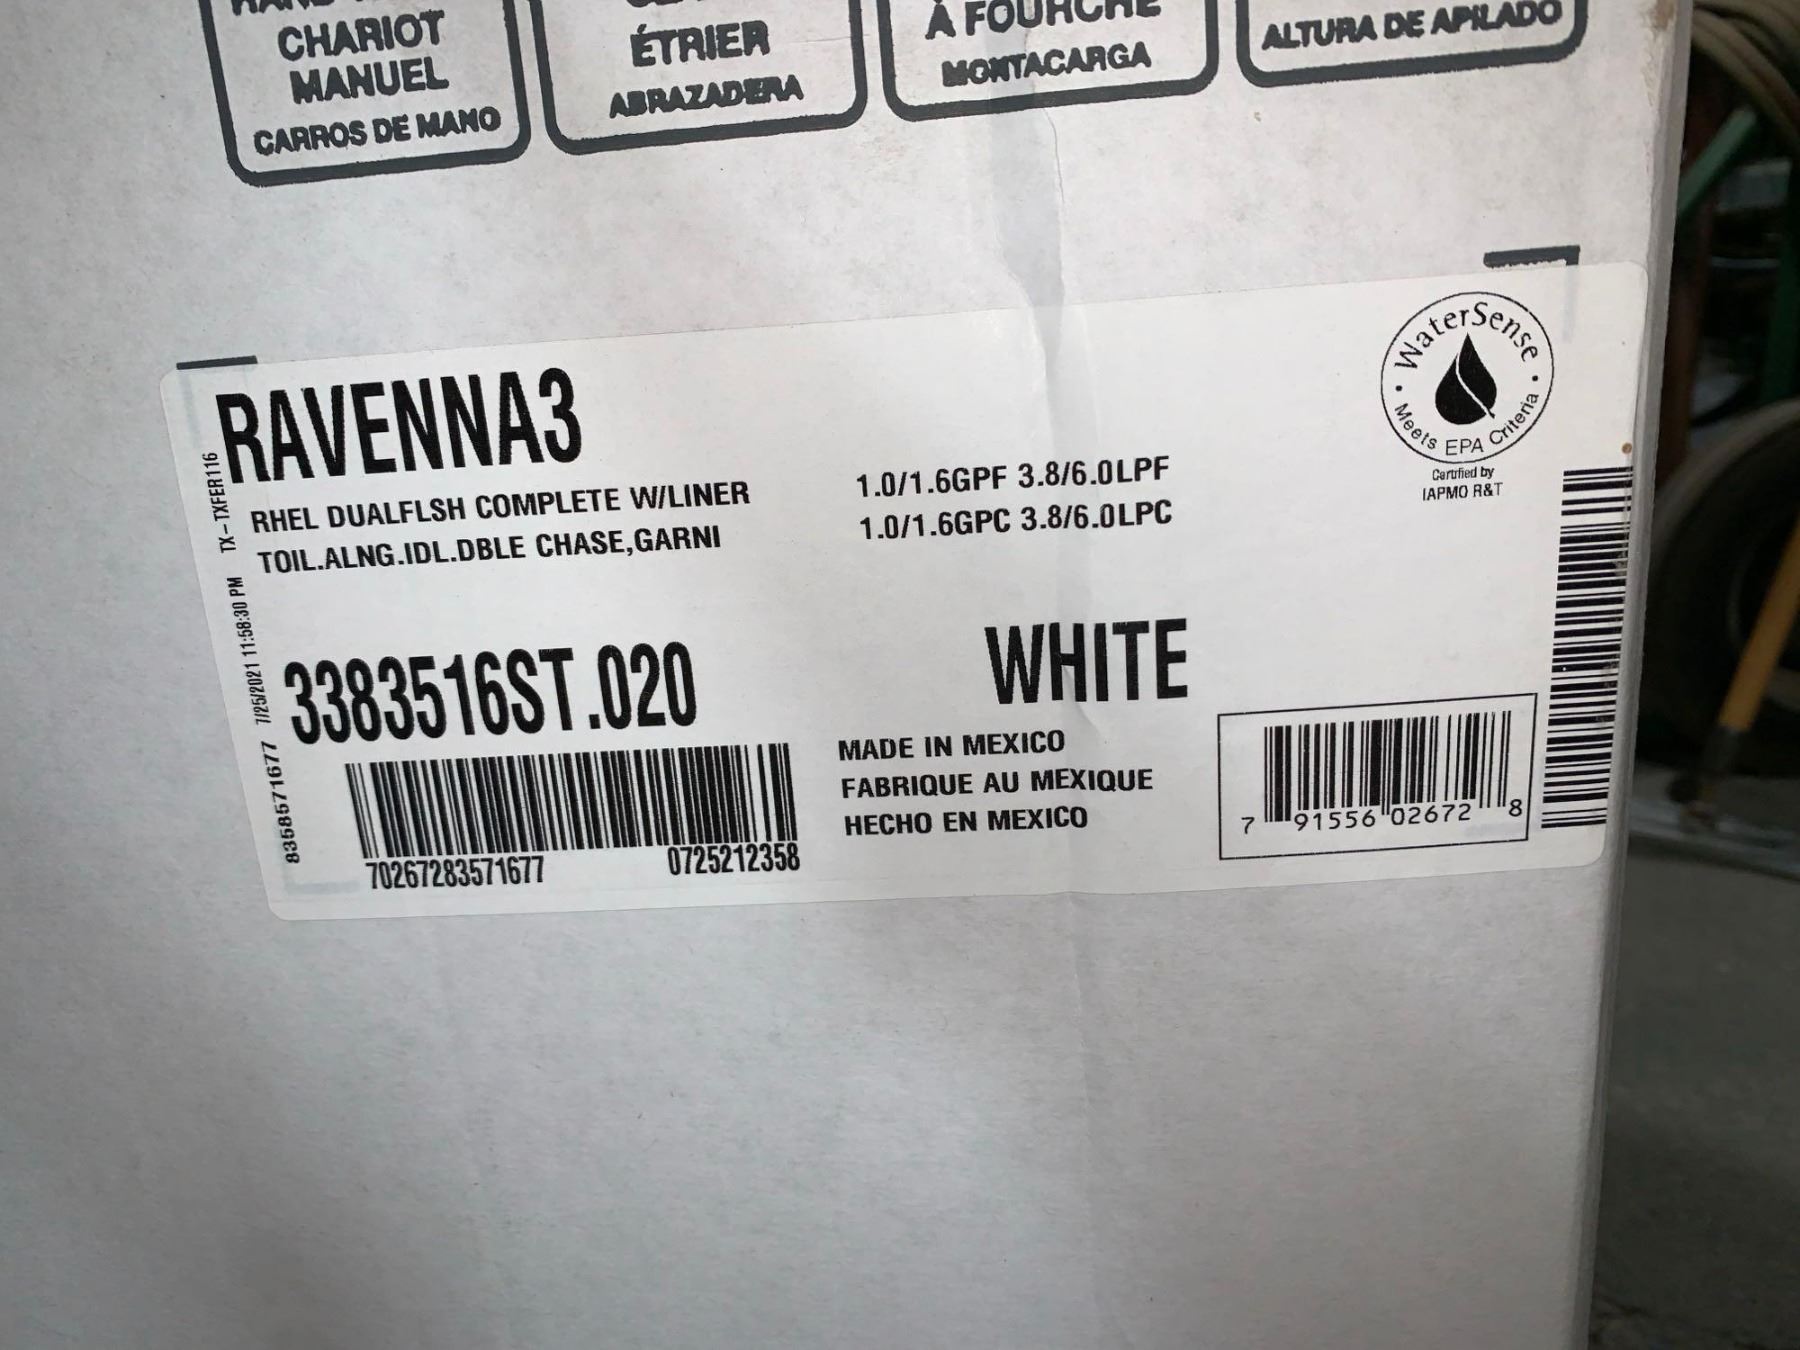 CHARIOT
MANUEL
CARROS DE MANO
ÉTRIER
ABRAZADERA
À FOURCHE
MONTACARGA
ALTURA DE APILADO
RAVENNA3
RHEL DUALFLSH COMPLETE W/LINER
TOIL.ALNG.IDL.DBLE CHASE,GARNI
1.0/1.6GPF 3.8/6.0LPF
1.0/1.6GPC 3.8/6.0LPC
WaterSense
Meets EPA Criteria
Certified by
IAPMO R&T
8358571677 7/25/2021 11:58:30 PM TX-TXFER116
3383516ST.020
WHITE
70267283571677 0725212358
MADE IN MEXICO
FABRIQUE AU MEXIQUE
HECHO EN MEXICO
7 91556 02672 8